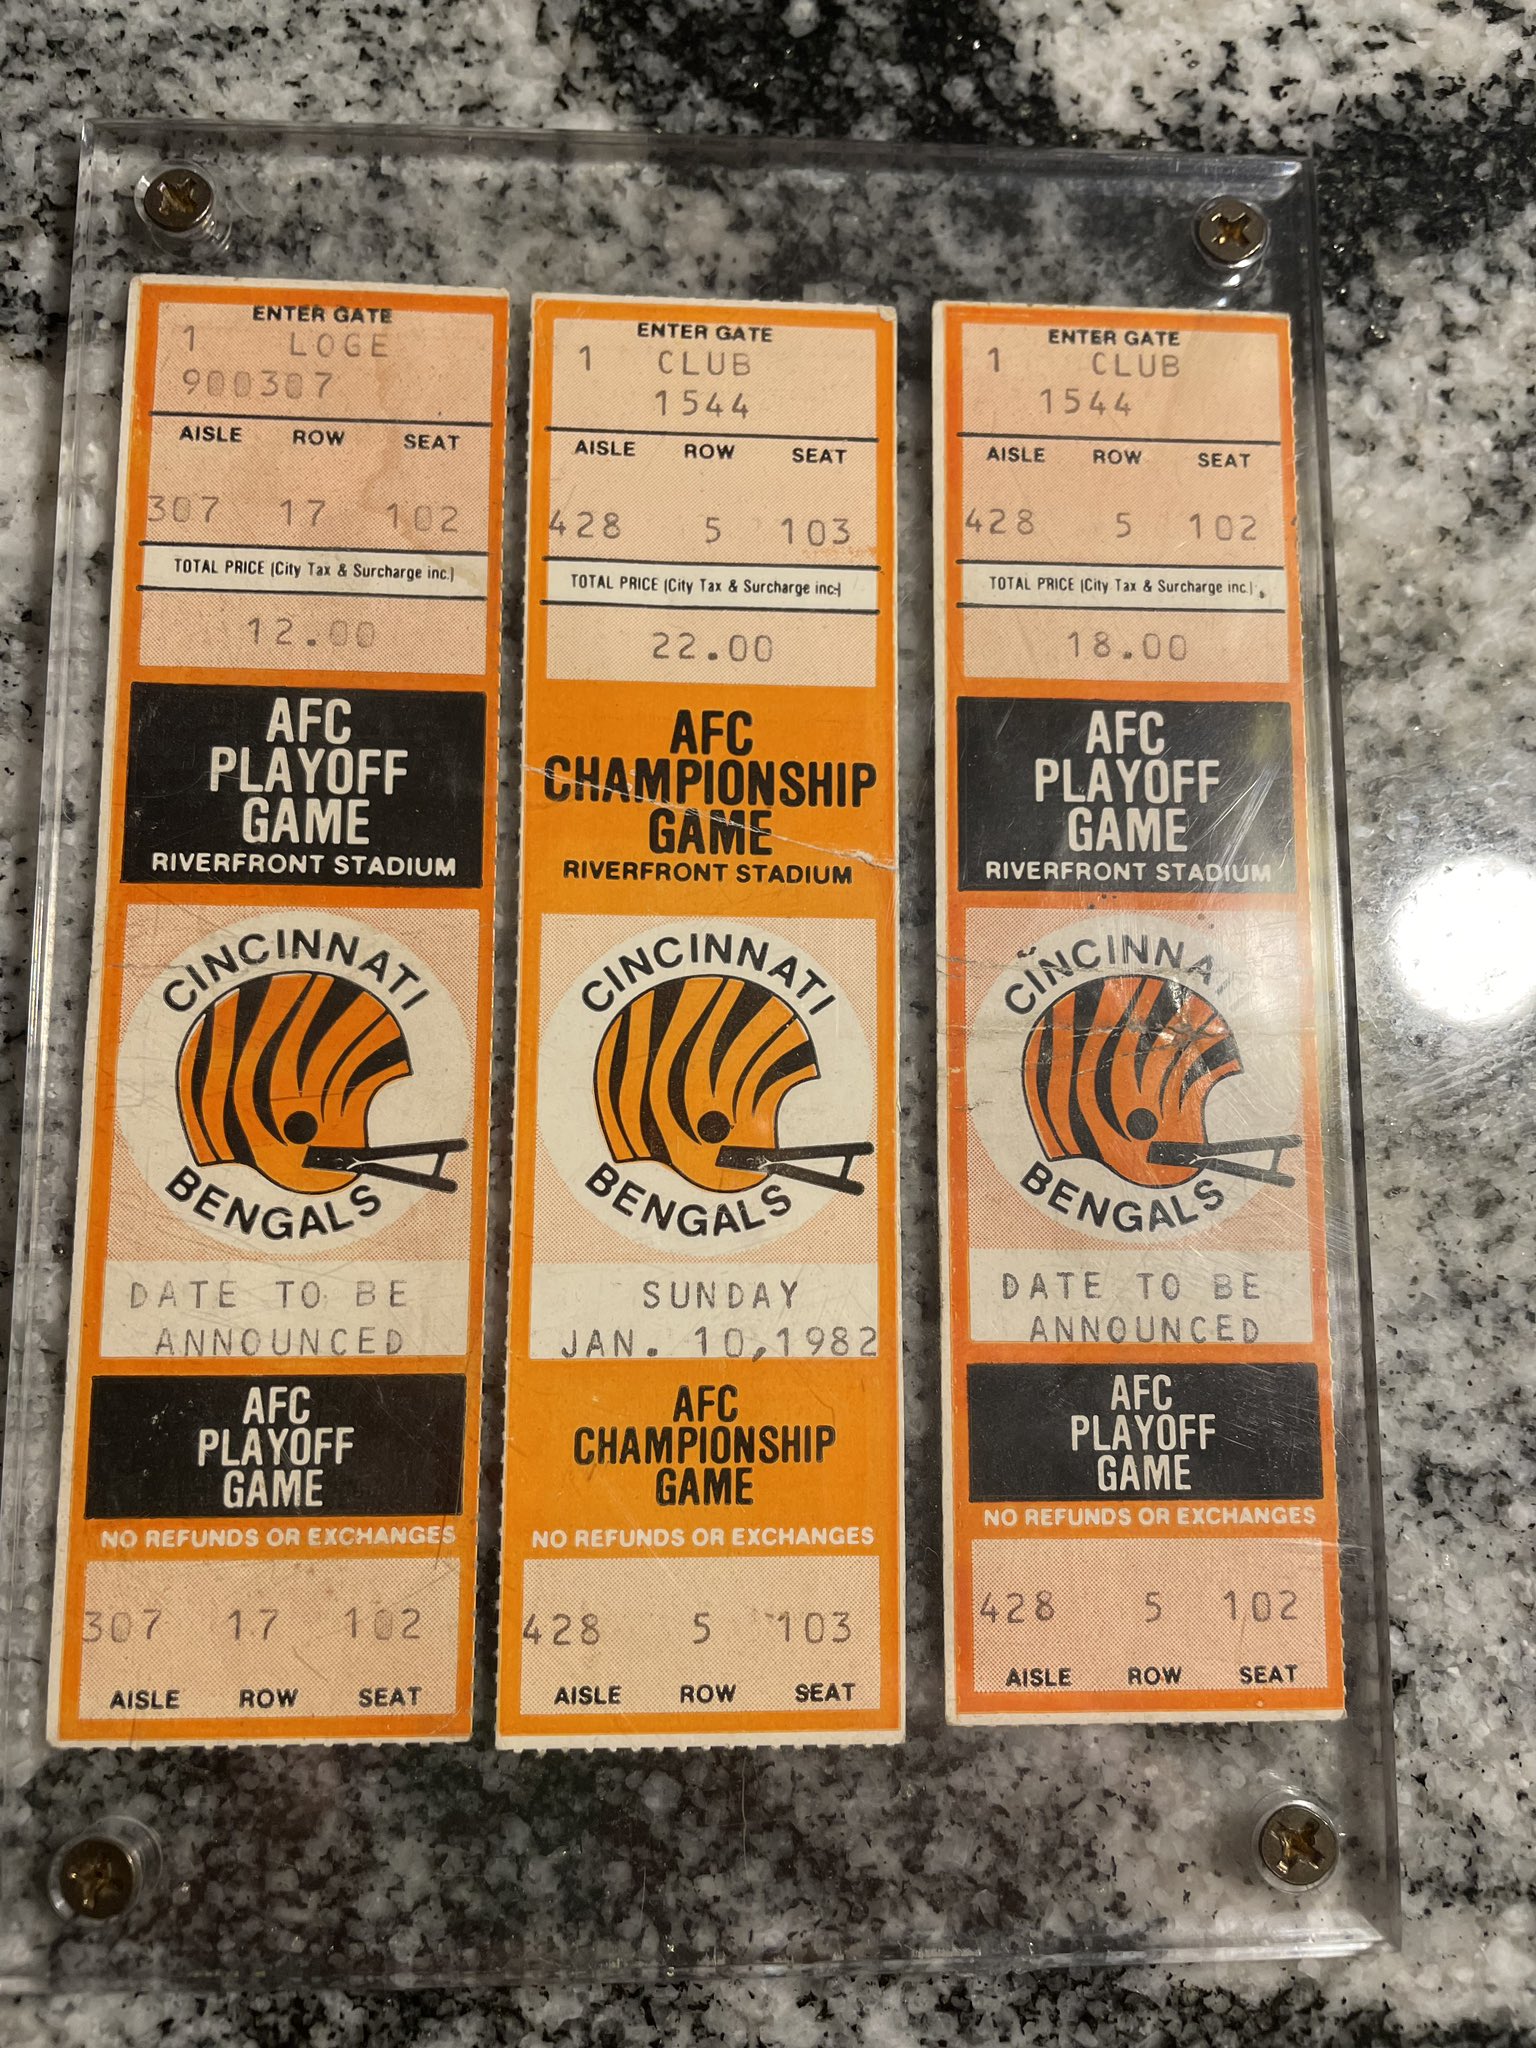 ENTER GATE
1 LOGE
900307
AISLE ROW SEAT
307 17 102
TOTAL PRICE (City Tax & Surcharge inc.)
12.00
AFC
PLAYOFF
GAME
RIVERFRONT STADIUM
CINCINNATI
BENGALS
DATE TO BE
ANNOUNCED
AFC
PLAYOFF
GAME
NO REFUNDS OR EXCHANGES
307 17 102
AISLE ROW SEAT
ENTER GATE
1 CLUB
1544
AISLE ROW SEAT
428 5 103
TOTAL PRICE (City Tax & Surcharge inc.)
22.00
AFC
CHAMPIONSHIP
GAME
RIVERFRONT STADIUM
CINCINNATI
BENGALS
SUNDAY
JAN. 10,1982
AFC
CHAMPIONSHIP
GAME
NO REFUNDS OR EXCHANGES
428 5 103
AISLE ROW SEAT
ENTER GATE
1 CLUB
1544
AISLE ROW SEAT
428 5 102
TOTAL PRICE (City Tax & Surcharge inc.)
18.00
AFC
PLAYOFF
GAME
RIVERFRONT STADIUM
CINCINNATI
BENGALS
DATE TO BE
ANNOUNCED
AFC
PLAYOFF
GAME
NO REFUNDS OR EXCHANGES
428 5 102
AISLE ROW SEAT